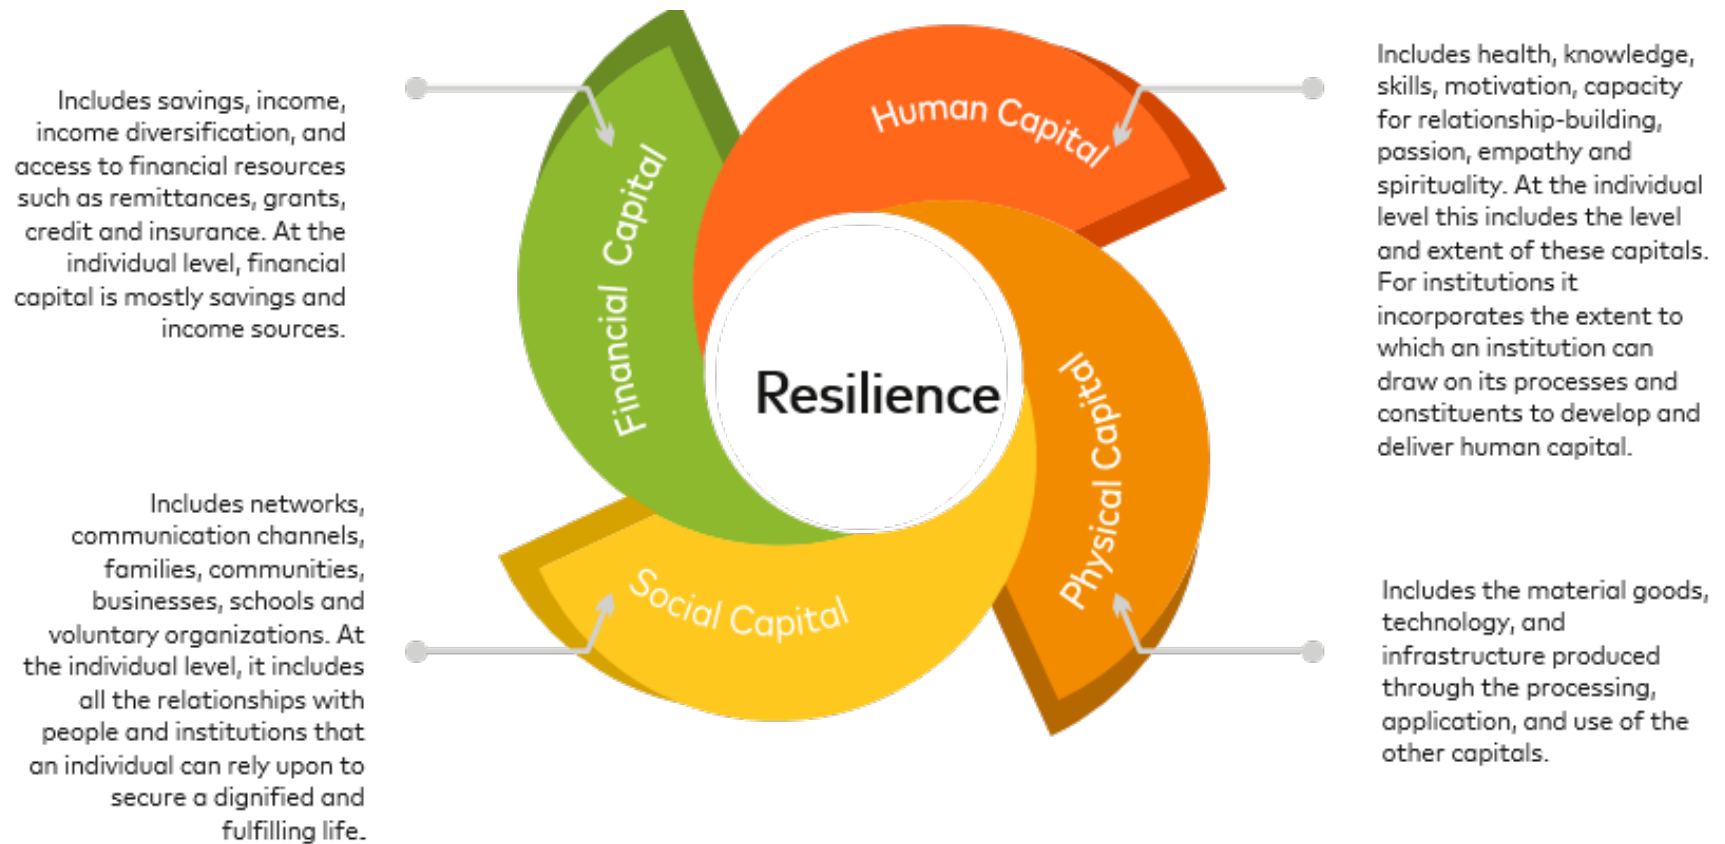 Includes savings, income,
income diversification, and
access to financial resources
such as remittances, grants,
credit and insurance. At the
individual level, financial
capital is mostly savings and
income sources.
Financial Capital
Human Capital
Includes health, knowledge,
skills, motivation, capacity
for relationship-building,
passion, empathy and
spirituality. At the individual
level this includes the level
and extent of these capitals.
For institutions it
incorporates the extent to
which an institution can
draw on its processes and
constituents to develop and
deliver human capital.
Resilience
Includes networks,
communication channels,
families, communities,
businesses, schools and
voluntary organizations. At
the individual level, it includes
all the relationships with
people and institutions that
an individual can rely upon to
secure a dignified and
fulfilling life.
Social Capital
Physical Capital
Includes the material goods,
technology, and
infrastructure produced
through the processing,
application, and use of the
other capitals.